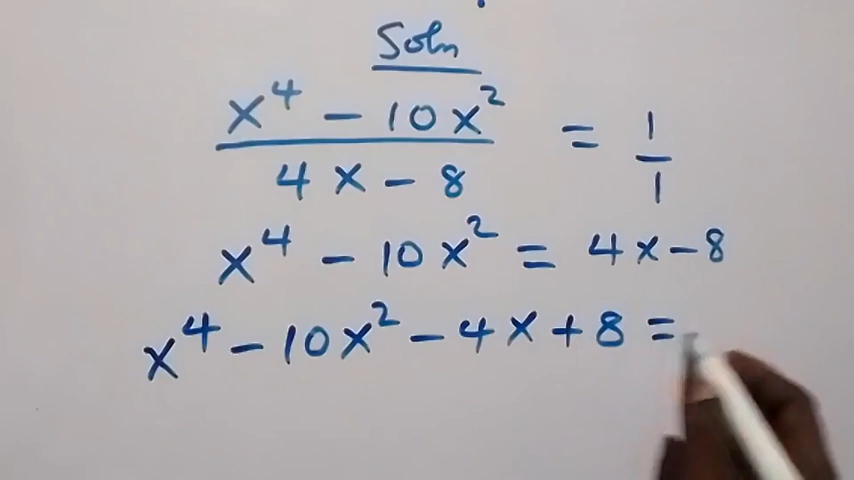 Soln
x⁴ − 10x² / 4x − 8 = 1/1
x⁴ − 10x² = 4x − 8
x⁴ − 10x² − 4x + 8 =